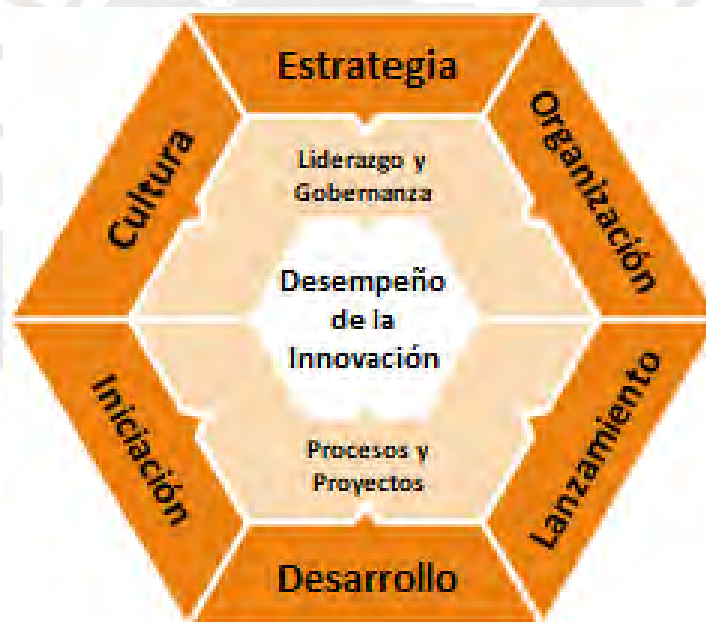 Estrategia
Cultura
Organización
Liderazgo y
Gobernanza
Desempeño
de la
Innovación
Iniciación
Lanzamiento
Procesos y
Proyectos
Desarrollo